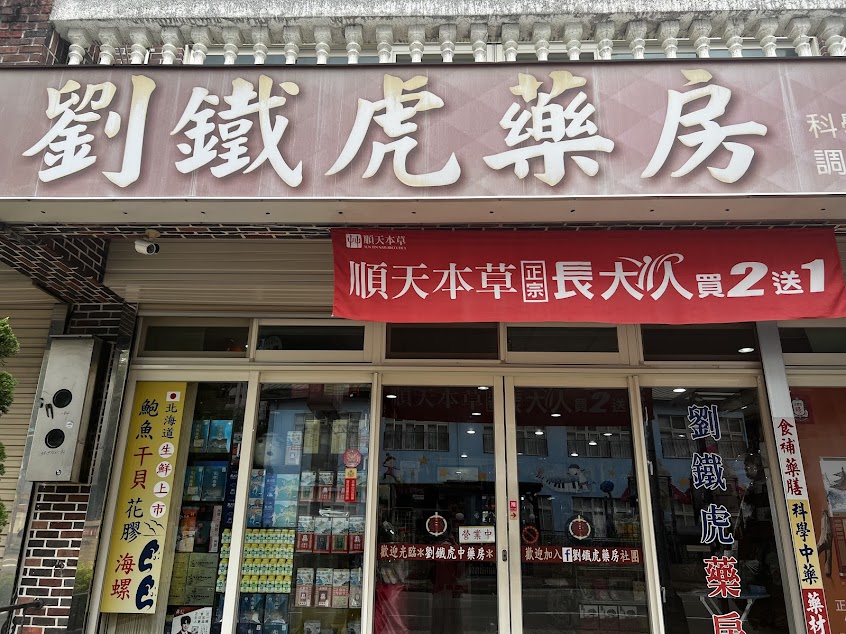 劉鐵虎藥房
科學
調
順天本草
順天本草 正宗 長大人 買2送1
北海道生鮮上市
鮑魚干貝花膠海螺
營業中
歡迎光臨*劉鐵虎中藥房*
歡迎加入 f 劉鐵虎藥房社團
劉鐵虎藥房
食補藥膳
科學中藥
藥材